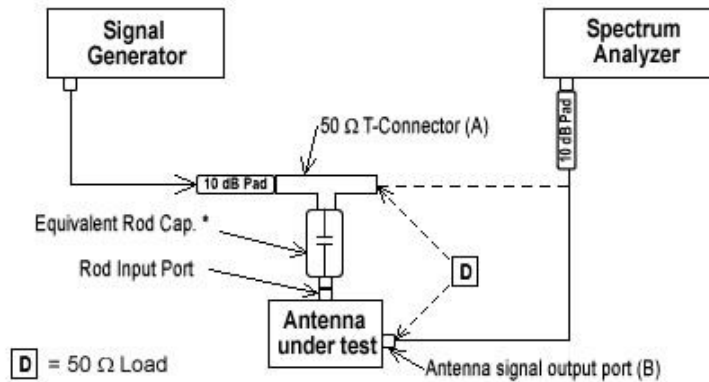 Signal
Generator
Spectrum
Analyzer
10 dB Pad
50 Ω T-Connector (A)
10 dB Pad
Equivalent Rod Cap. *
Rod Input Port
D
Antenna
under test
D = 50 Ω Load
Antenna signal output port (B)